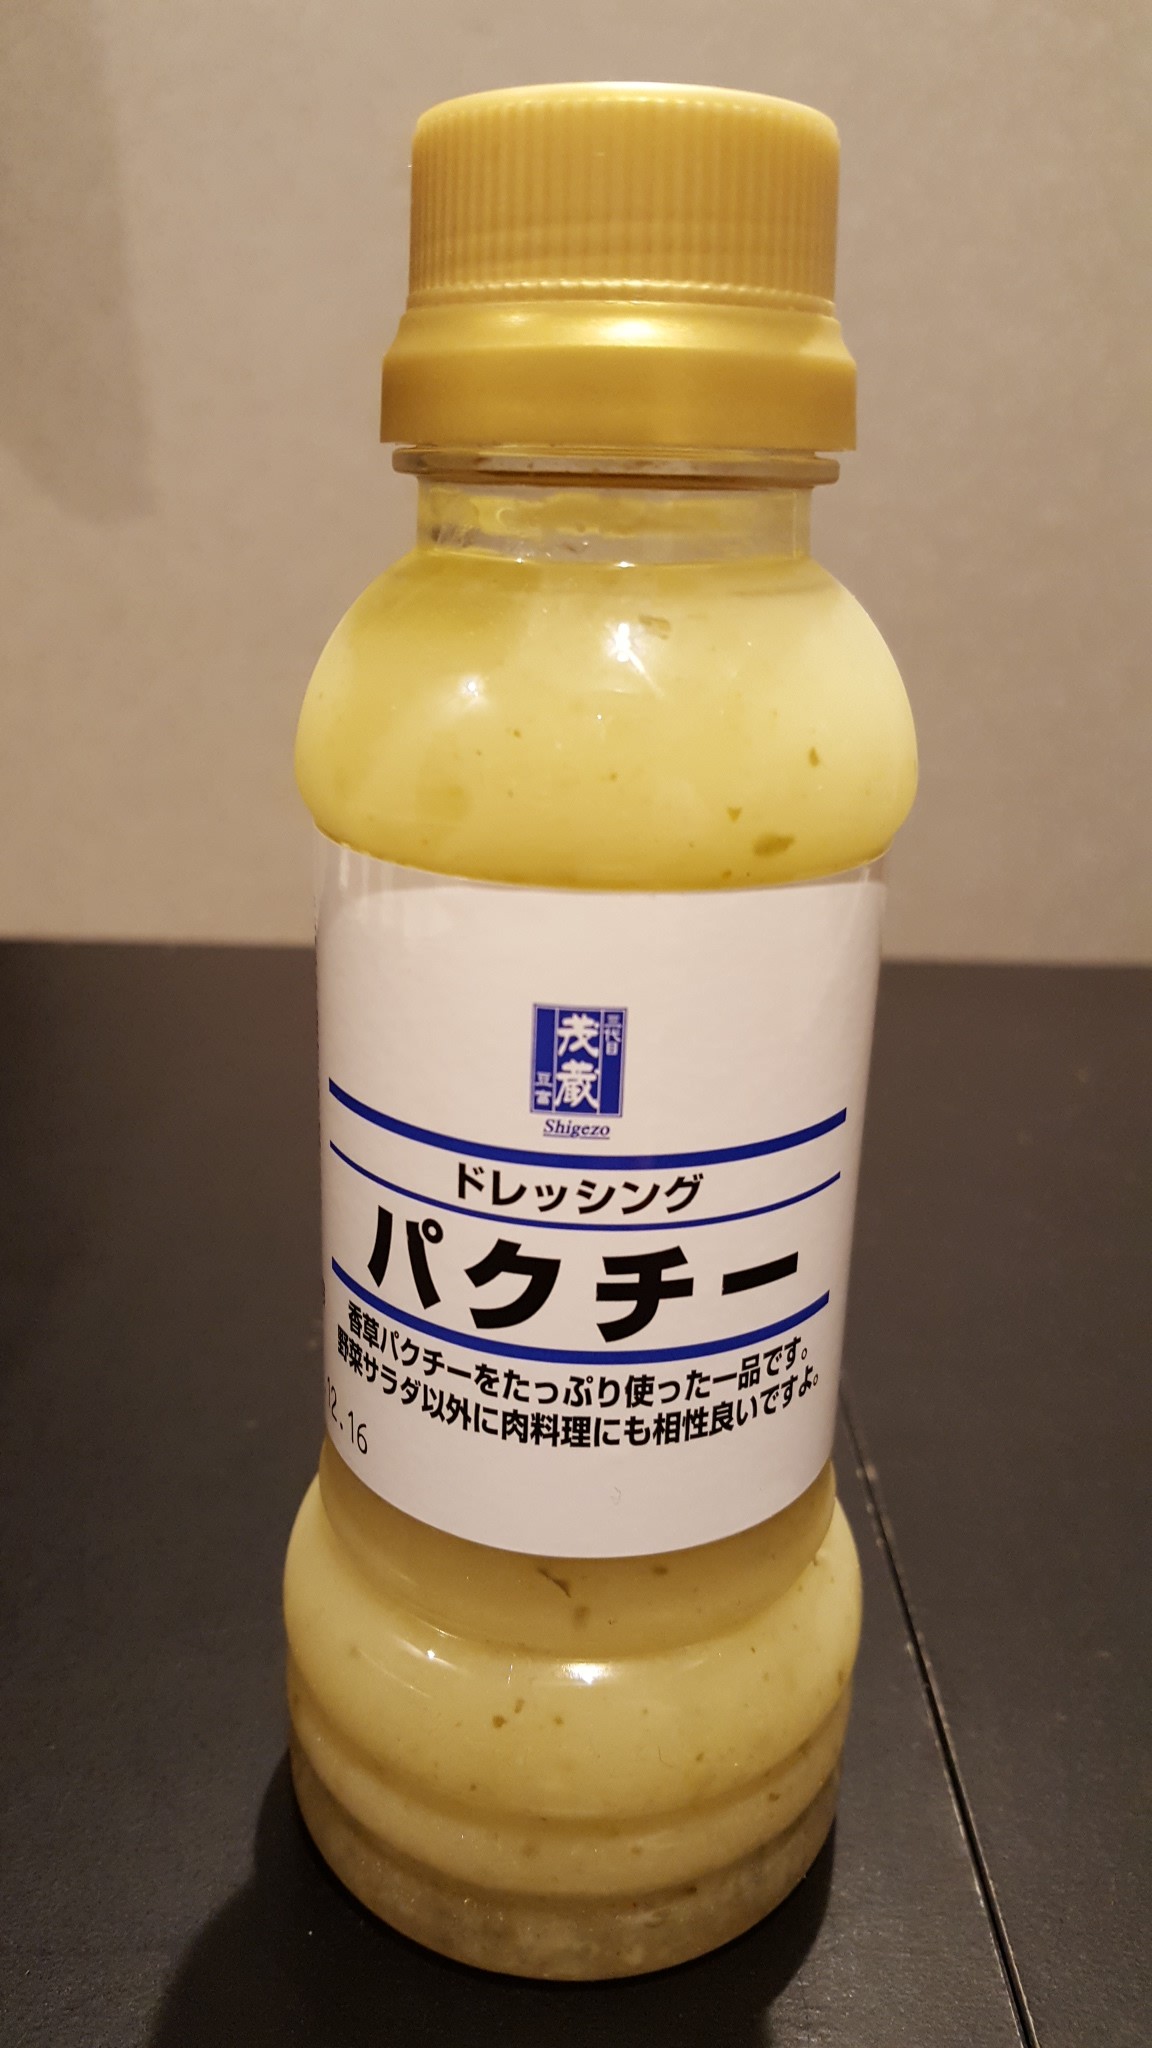 三代目
茂蔵
豆富
Shigezo
ドレッシング
パクチー
香草パクチーをたっぷり使った一品です。
野菜サラダ以外に肉料理にも相性良いですよ。
12.16